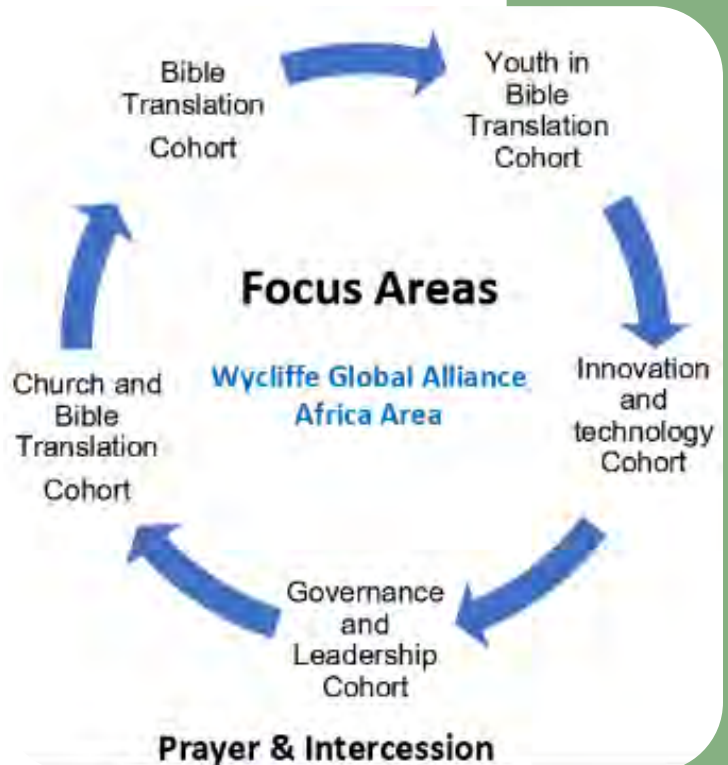 Bible
Translation
Cohort
Youth in
Bible
Translation
Cohort
Focus Areas
Wycliffe Global Alliance
Africa Area
Innovation
and
technology
Cohort
Church and
Bible
Translation
Cohort
Governance
and
Leadership
Cohort
Prayer & Intercession